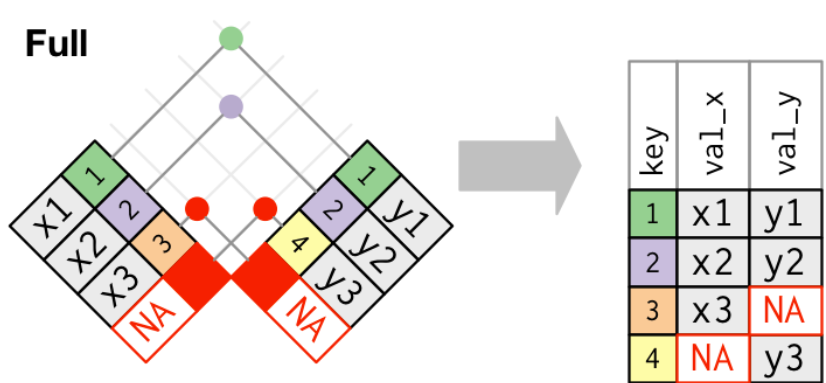 Full
1 x1
2 x2
3 x3
NA
1 y1
2 y2
4 y3
NA
key val_x val_y
1 x1 y1
2 x2 y2
3 x3 NA
4 NA y3